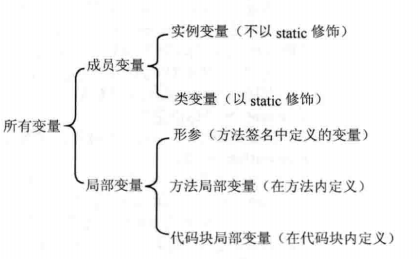 所有变量
成员变量
实例变量（不以 static 修饰）
类变量（以 static 修饰）
局部变量
形参（方法签名中定义的变量）
方法局部变量（在方法内定义）
代码块局部变量（在代码块内定义）